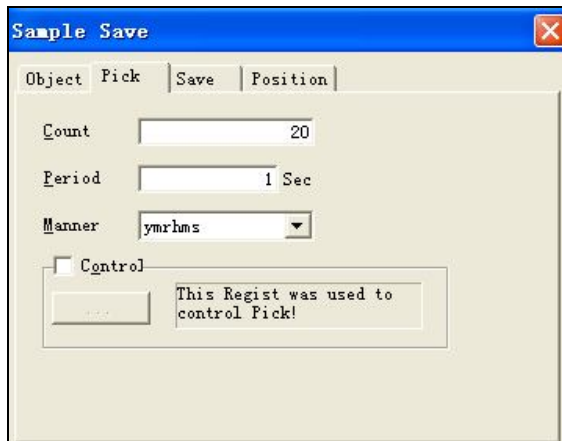 Sample Save
Object Pick Save Position
Count 20
Period 1 Sec
Manner ymrhms
Control
... This Regist was used to
control Pick!